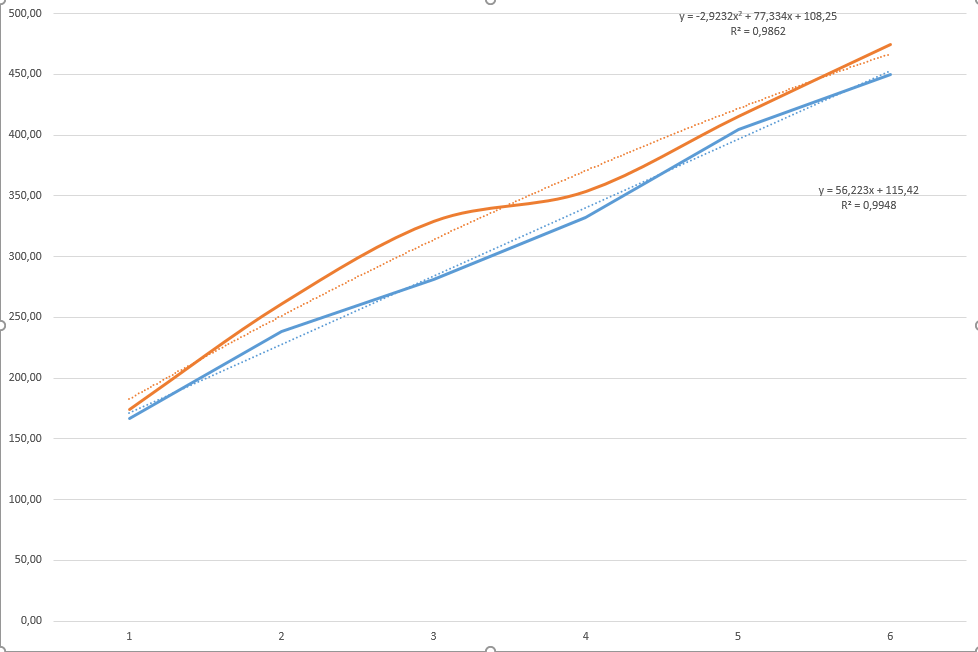 500,00
y = -2,9232x² + 77,334x + 108,25
R² = 0,9862
450,00
400,00
350,00
y = 56,223x + 115,42
R² = 0,9948
300,00
250,00
200,00
150,00
100,00
50,00
0,00
1 2 3 4 5 6